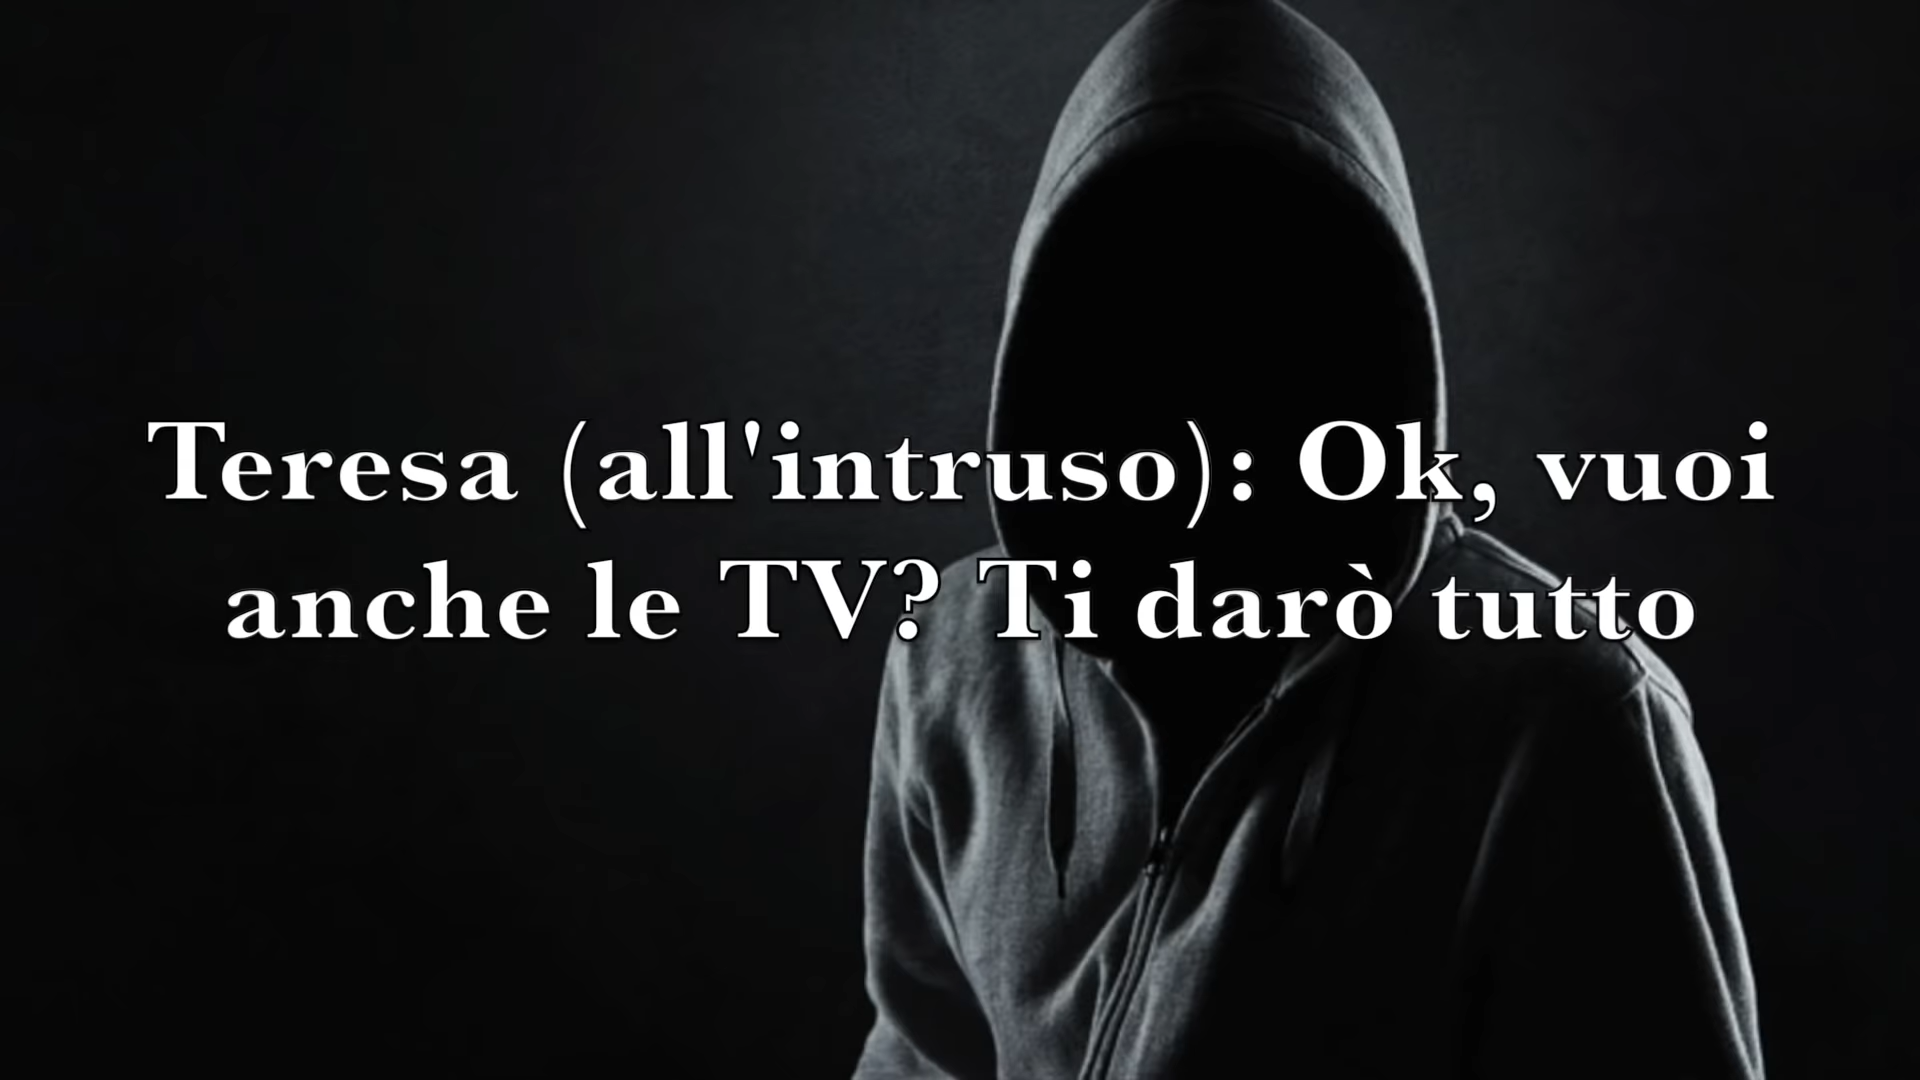 Teresa (all'intruso): Ok, vuoi
anche le TV? Ti darò tutto